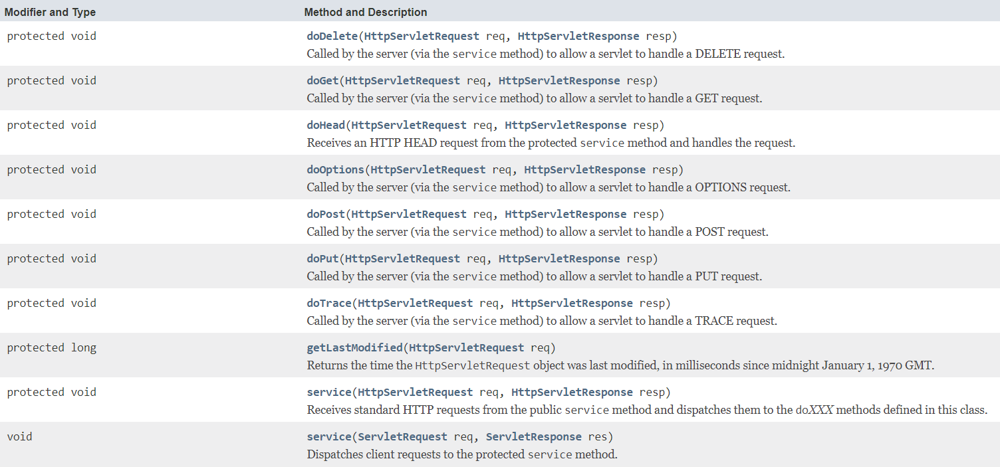 Modifier and Type Method and Description
protected void doDelete(HttpServletRequest req, HttpServletResponse resp)
Called by the server (via the service method) to allow a servlet to handle a DELETE request.
protected void doGet(HttpServletRequest req, HttpServletResponse resp)
Called by the server (via the service method) to allow a servlet to handle a GET request.
protected void doHead(HttpServletRequest req, HttpServletResponse resp)
Receives an HTTP HEAD request from the protected service method and handles the request.
protected void doOptions(HttpServletRequest req, HttpServletResponse resp)
Called by the server (via the service method) to allow a servlet to handle a OPTIONS request.
protected void doPost(HttpServletRequest req, HttpServletResponse resp)
Called by the server (via the service method) to allow a servlet to handle a POST request.
protected void doPut(HttpServletRequest req, HttpServletResponse resp)
Called by the server (via the service method) to allow a servlet to handle a PUT request.
protected void doTrace(HttpServletRequest req, HttpServletResponse resp)
Called by the server (via the service method) to allow a servlet to handle a TRACE request.
protected long getLastModified(HttpServletRequest req)
Returns the time the HttpServletRequest object was last modified, in milliseconds since midnight January 1, 1970 GMT.
protected void service(HttpServletRequest req, HttpServletResponse resp)
Receives standard HTTP requests from the public service method and dispatches them to the doXXX methods defined in this class.
void service(ServletRequest req, ServletResponse res)
Dispatches client requests to the protected service method.